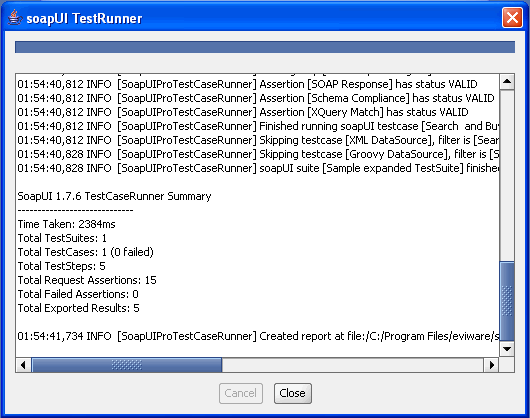 soapUI TestRunner
01:54:40,812 INFO [SoapUIProTestCaseRunner] Assertion [SOAP Response] has status VALID
01:54:40,812 INFO [SoapUIProTestCaseRunner] Assertion [Schema Compliance] has status VALID
01:54:40,812 INFO [SoapUIProTestCaseRunner] Assertion [XQuery Match] has status VALID
01:54:40,812 INFO [SoapUIProTestCaseRunner] Finished running soapUI testcase [Search and Bu
01:54:40,812 INFO [SoapUIProTestCaseRunner] Skipping testcase [XML DataSource], filter is [Sear
01:54:40,828 INFO [SoapUIProTestCaseRunner] Skipping testcase [Groovy DataSource], filter is [S
01:54:40,828 INFO [SoapUIProTestCaseRunner] soapUI suite [Sample expanded TestSuite] finished
SoapUI 1.7.6 TestCaseRunner Summary
-----------------------------
Time Taken: 2384ms
Total TestSuites: 1
Total TestCases: 1 (0 failed)
Total TestSteps: 5
Total Request Assertions: 15
Total Failed Assertions: 0
Total Exported Results: 5
01:54:41,734 INFO [SoapUIProTestCaseRunner] Created report at file:/C:/Program Files/eviware/s
Cancel Close